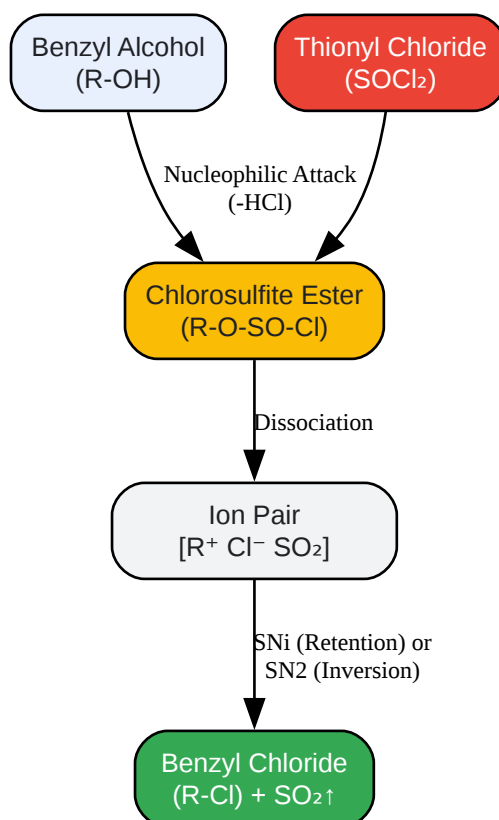 Benzyl Alcohol
(R-OH)
Thionyl Chloride
(SOCl₂)
Nucleophilic Attack
(-HCl)
Chlorosulfite Ester
(R-O-SO-Cl)
Dissociation
Ion Pair
[R⁺ Cl⁻ SO₂]
SNi (Retention) or
SN2 (Inversion)
Benzyl Chloride
(R-Cl) + SO₂↑